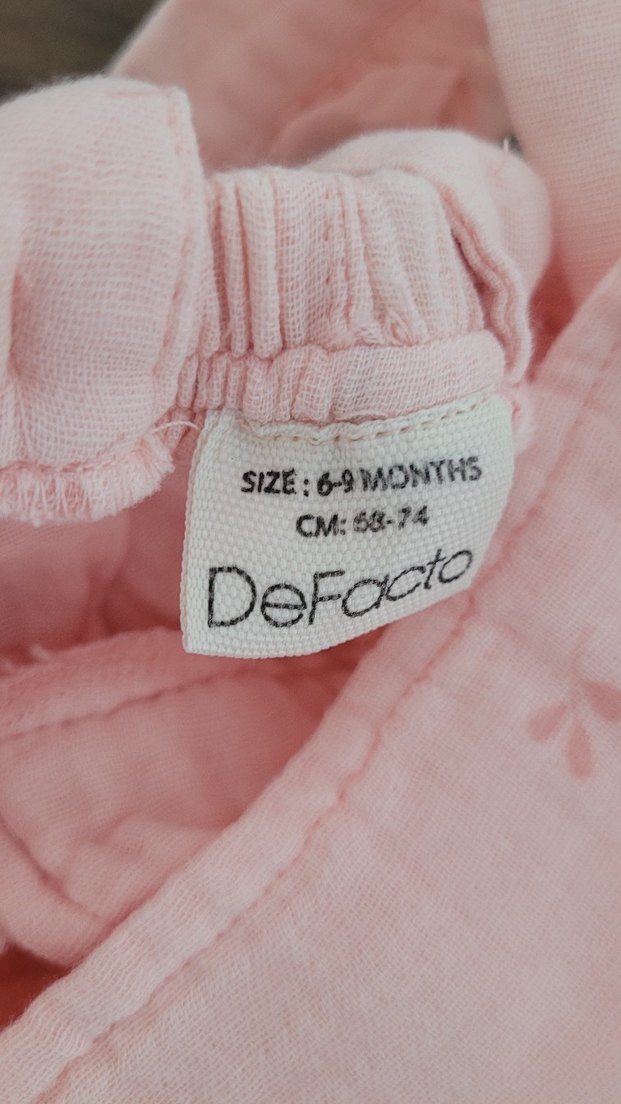 SIZE : 6-9 MONTHS
CM: 68-74
DeFacto